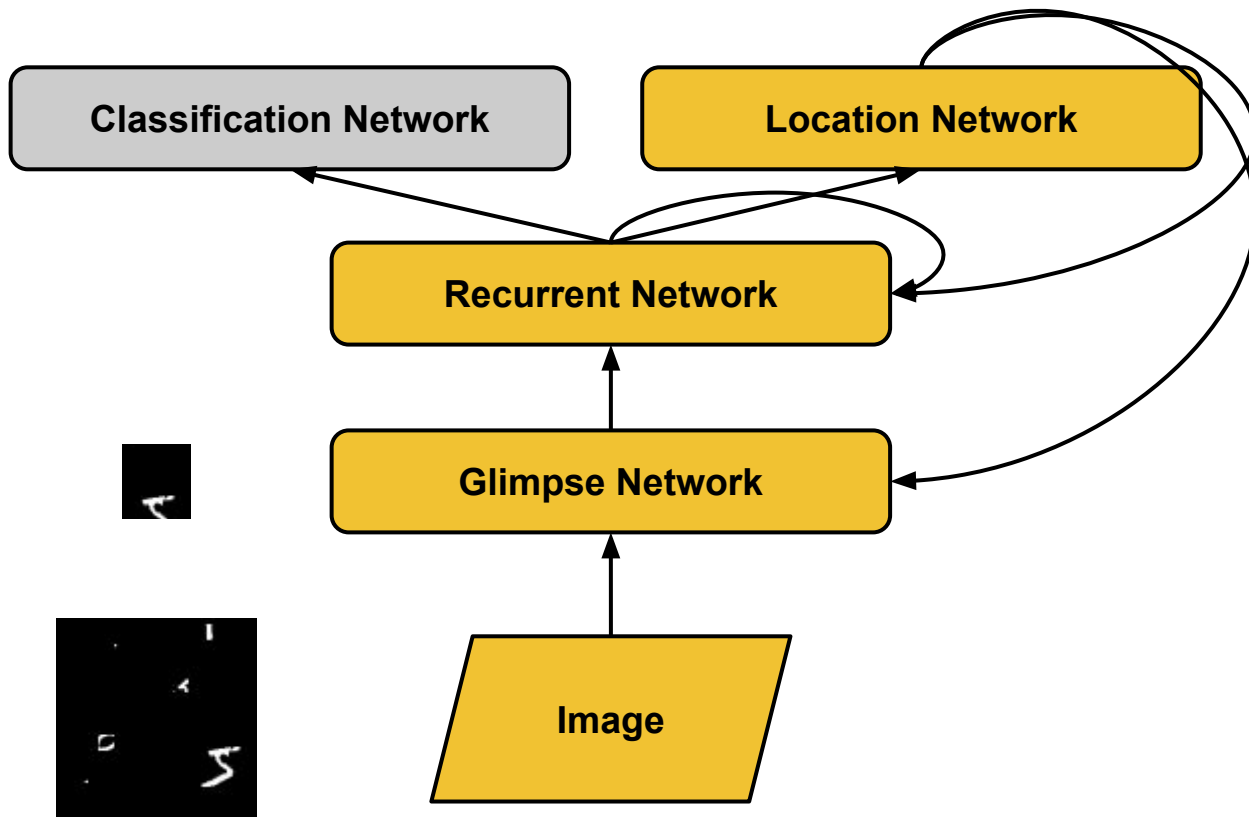 Classification Network
Location Network
Recurrent Network
Glimpse Network
Image